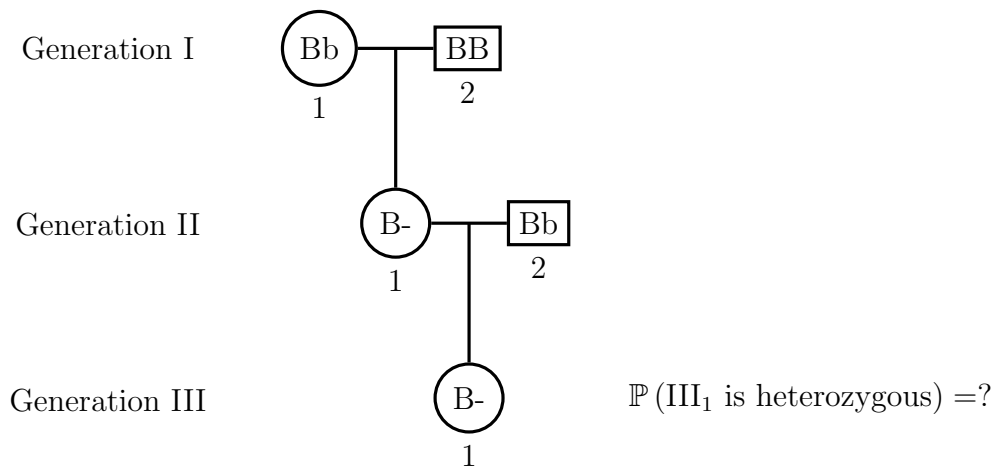 Generation I
Bb
BB
1
2
Generation II
B-
Bb
1
2
Generation III
B-
ℙ (III₁ is heterozygous) =?
1